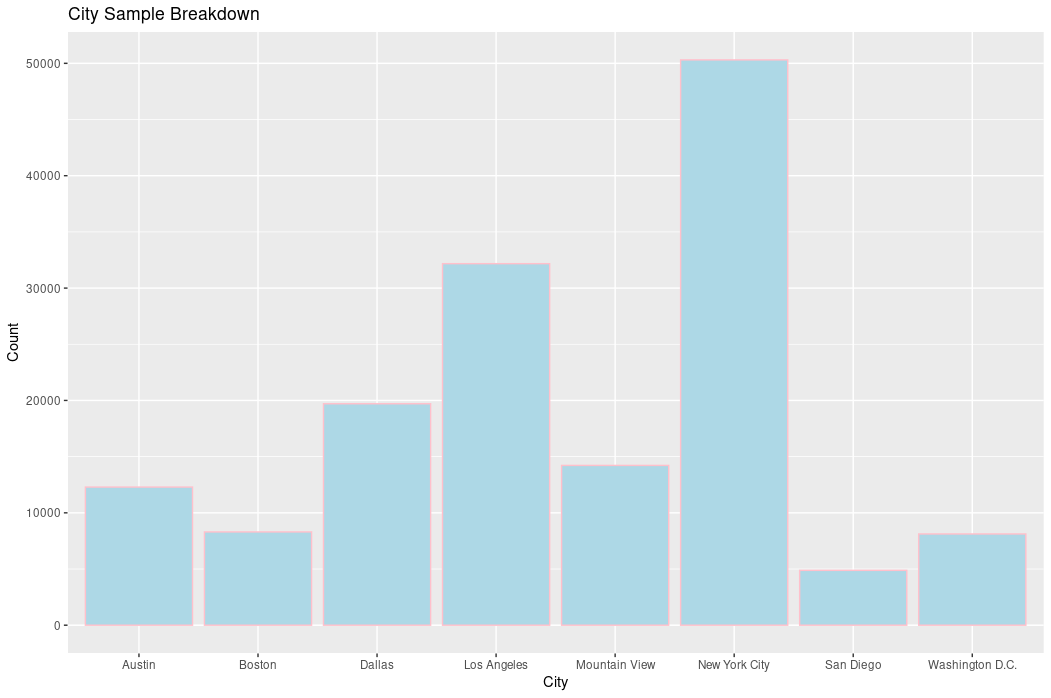 City Sample Breakdown
50000
40000
30000
20000
10000
0
Count
Austin Boston Dallas Los Angeles Mountain View New York City San Diego Washington D.C.
City